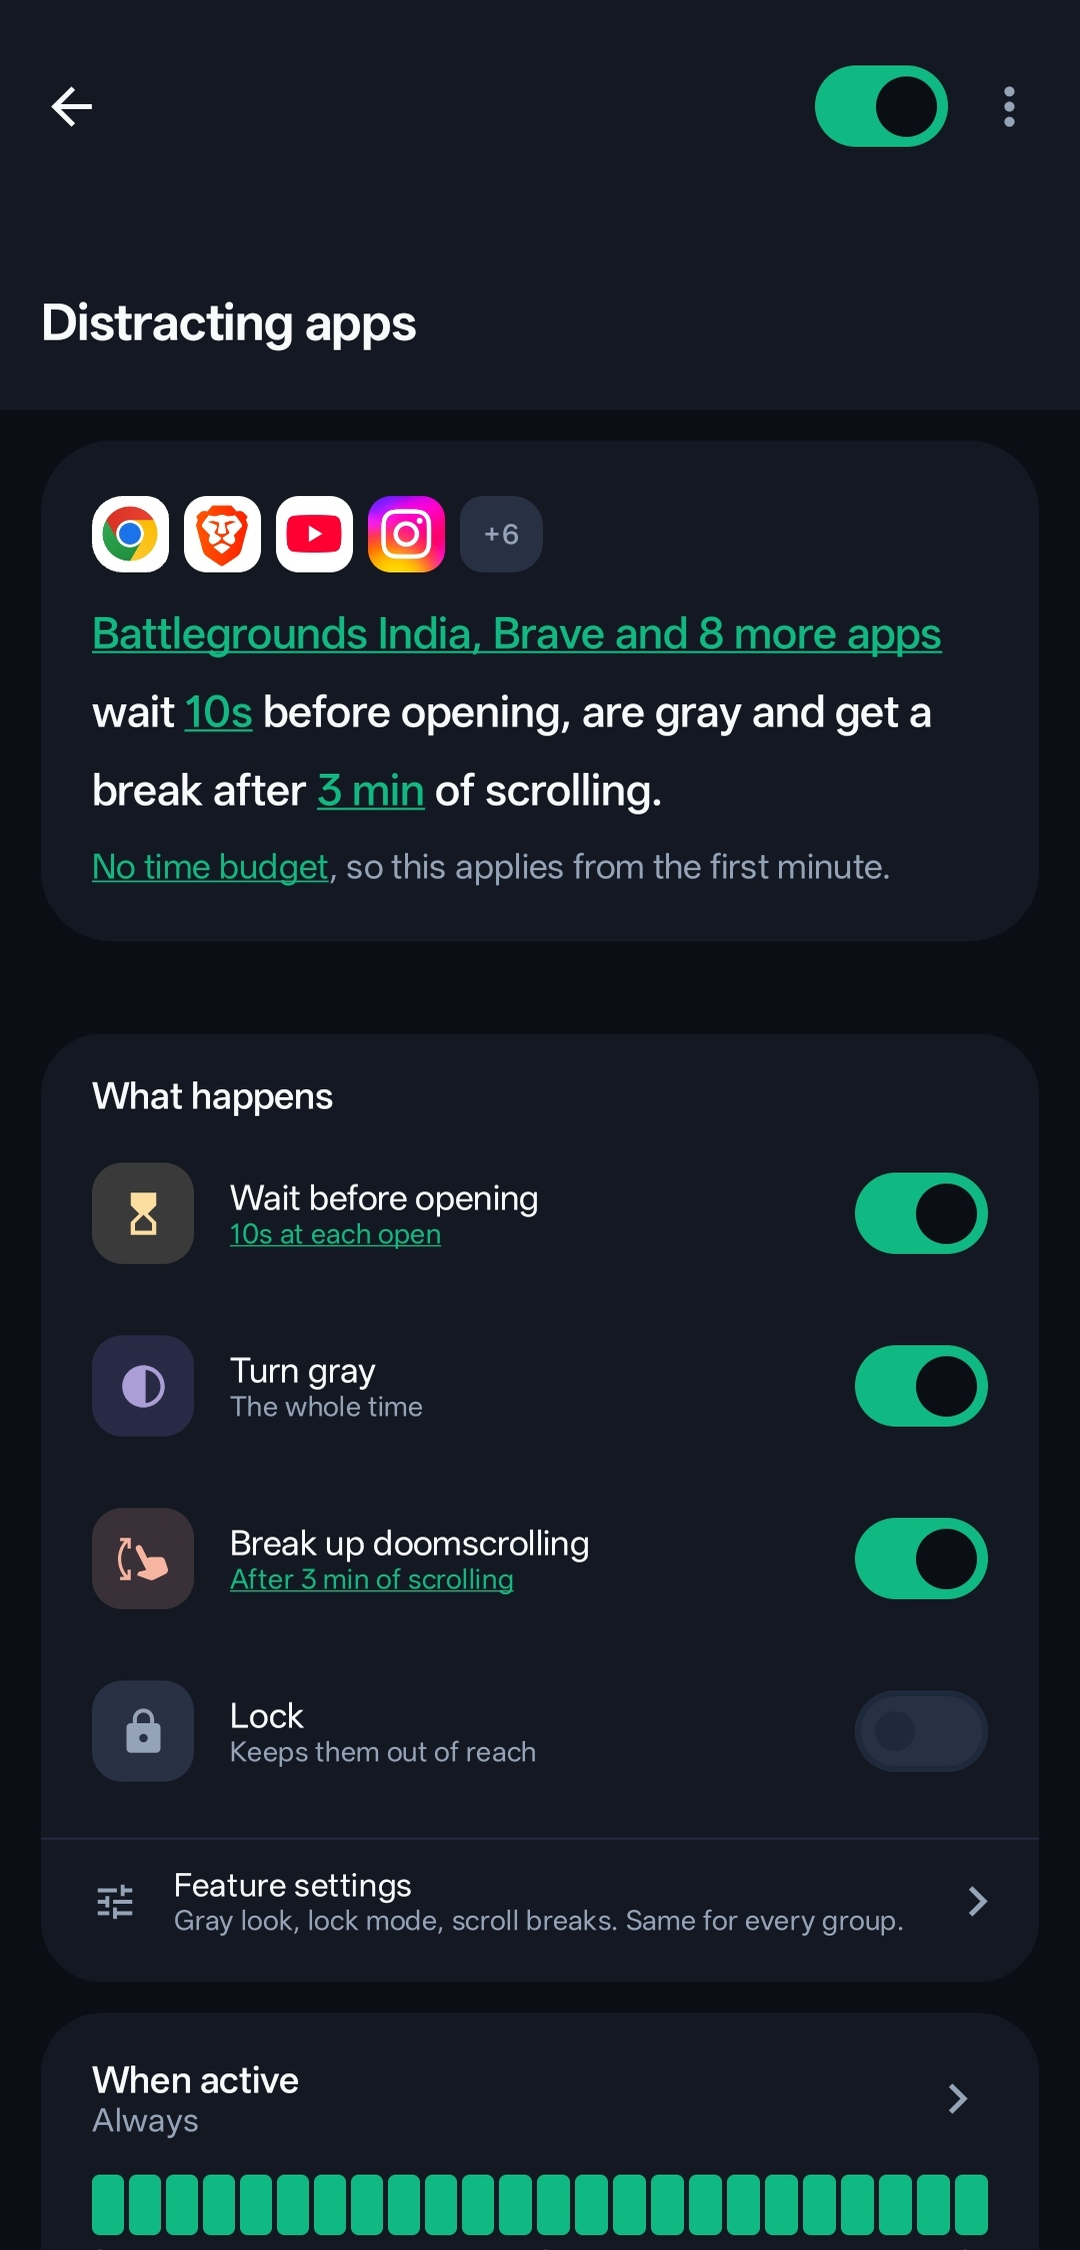 Distracting apps
+6
Battlegrounds India, Brave and 8 more apps
wait 10s before opening, are gray and get a
break after 3 min of scrolling.
No time budget, so this applies from the first minute.
What happens
Wait before opening
10s at each open
Turn gray
The whole time
Break up doomscrolling
After 3 min of scrolling
Lock
Keeps them out of reach
Feature settings
Gray look, lock mode, scroll breaks. Same for every group.
When active
Always